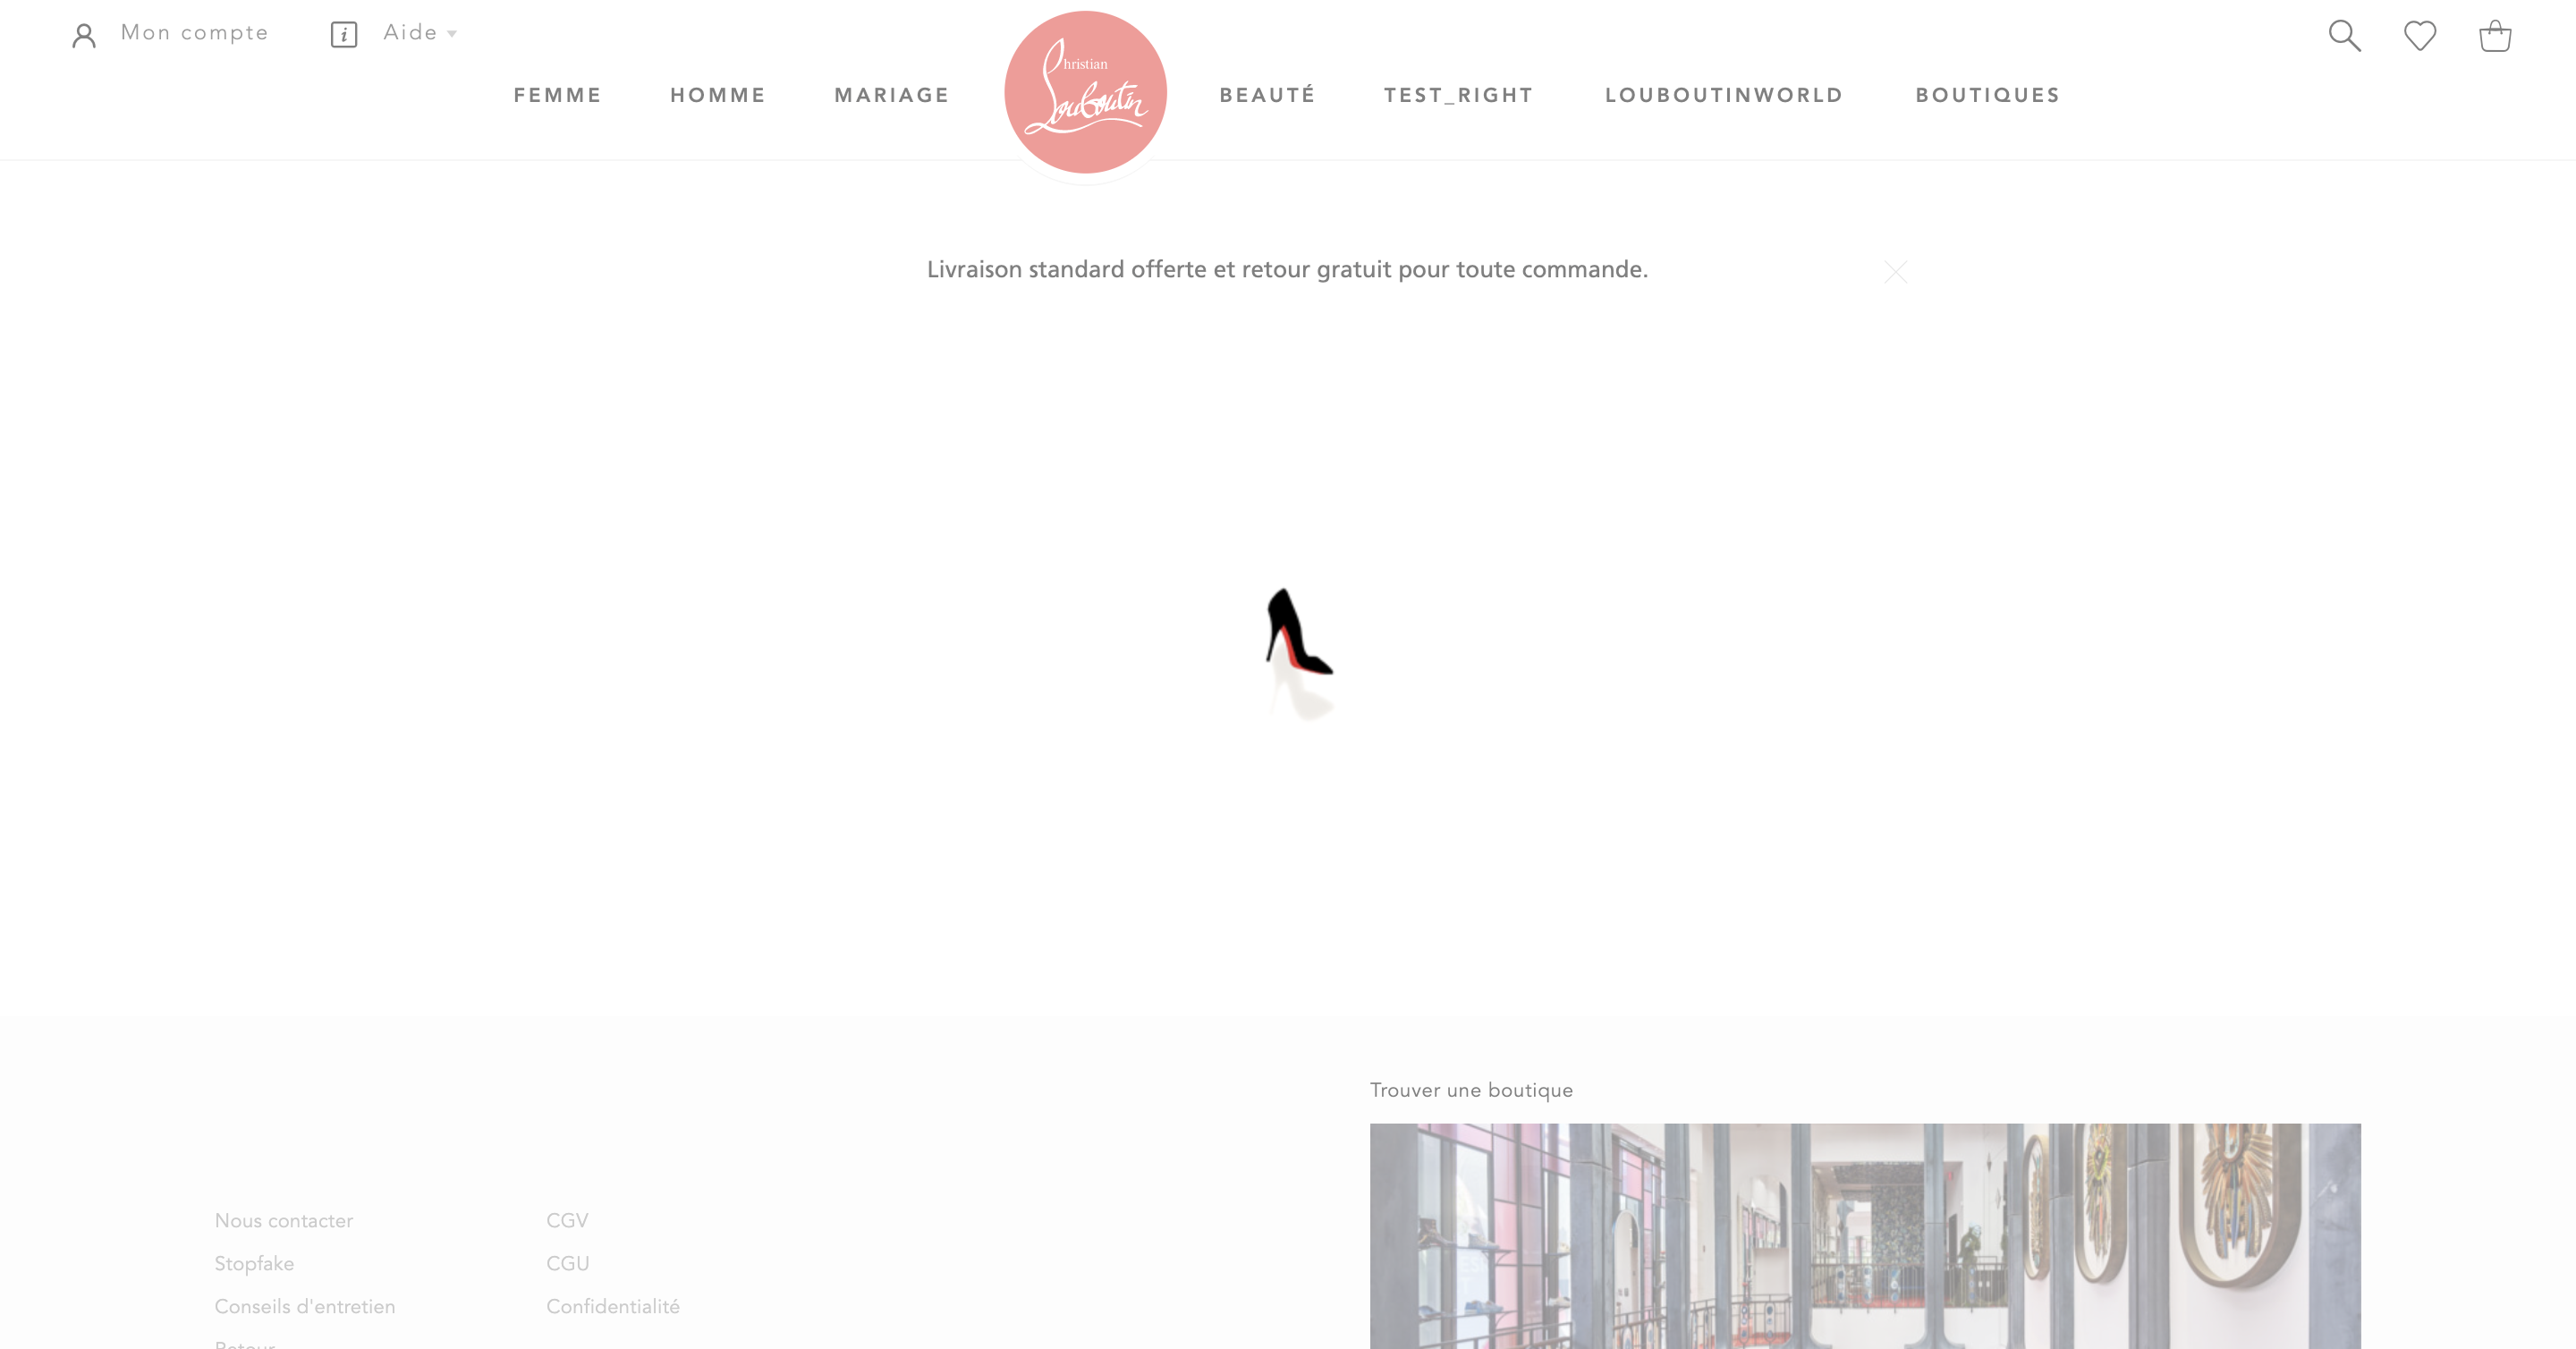 Mon compte
Aide
FEMME
HOMME
MARIAGE
Christian
Louboutin
BEAUTÉ
TEST_RIGHT
LOUBOUTINWORLD
BOUTIQUES
Livraison standard offerte et retour gratuit pour toute commande.
Trouver une boutique
Nous contacter
CGV
Stopfake
CGU
Conseils d'entretien
Confidentialité
Retour